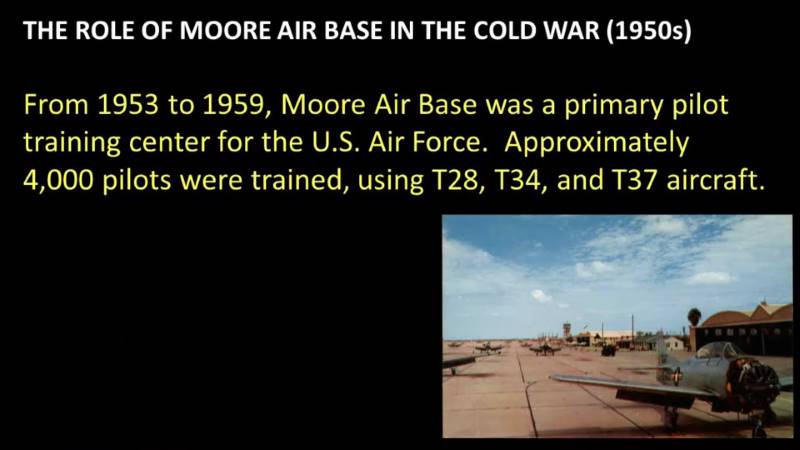 THE ROLE OF MOORE AIR BASE IN THE COLD WAR (1950s)
From 1953 to 1959, Moore Air Base was a primary pilot
training center for the U.S. Air Force.  Approximately
4,000 pilots were trained, using T28, T34, and T37 aircraft.